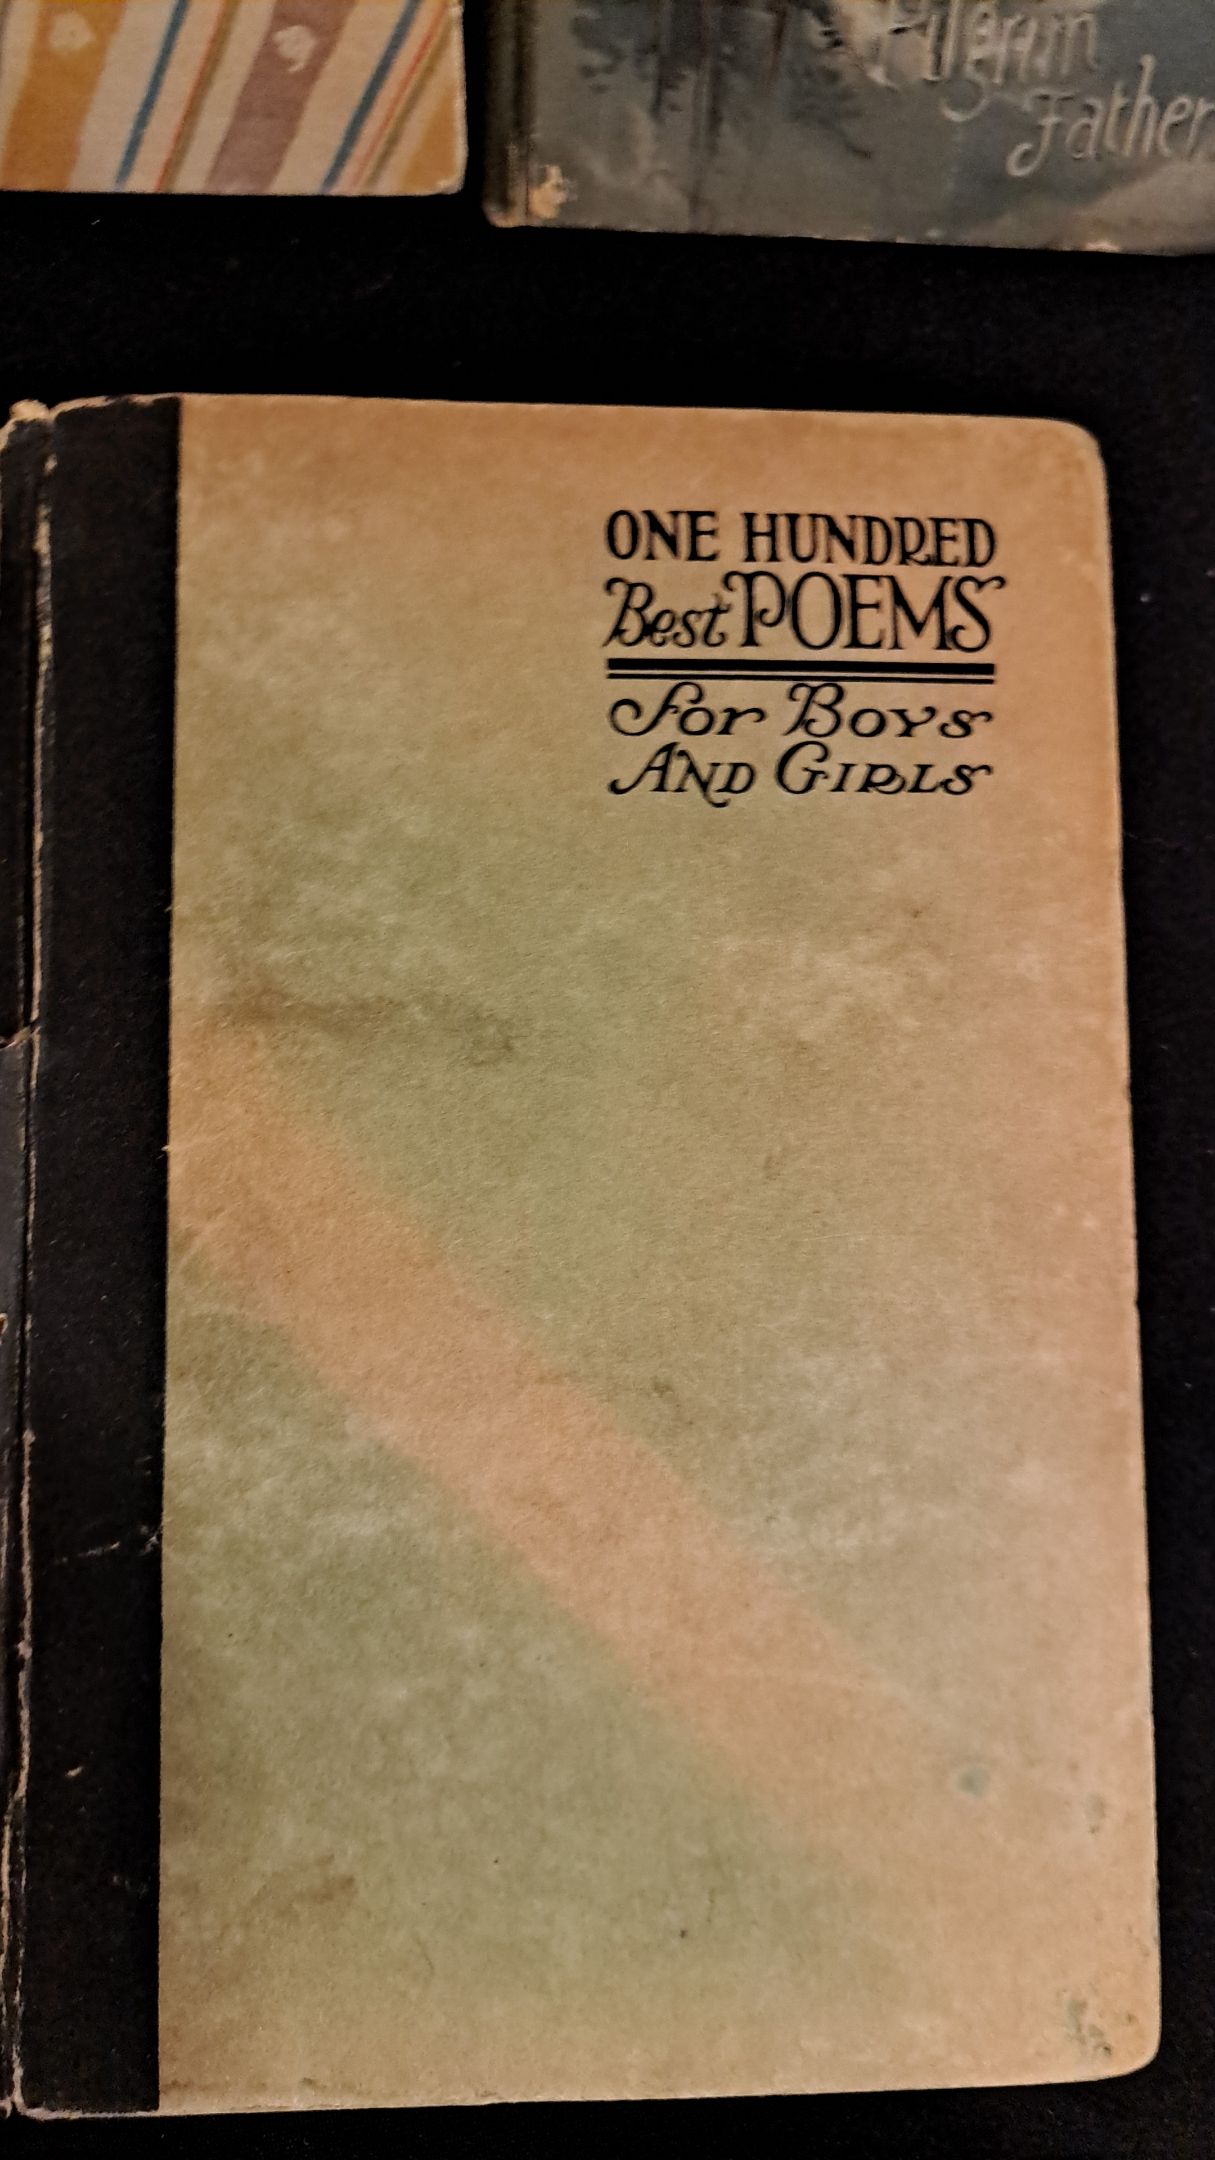 Pilgrim
Father
ONE HUNDRED
Best POEMS
for Boys
AND GIRLS